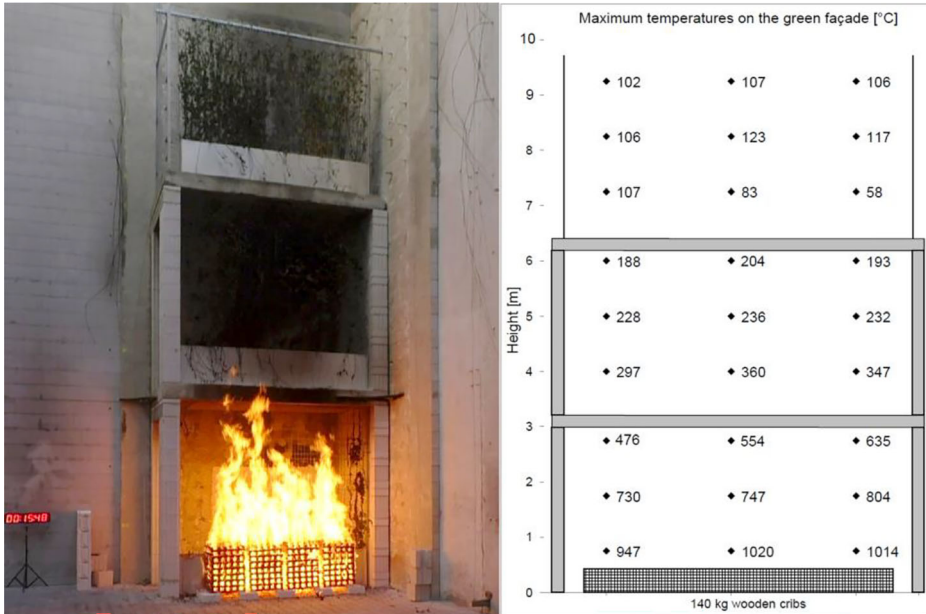 00:15:48
Maximum temperatures on the green façade [°C]
10
9
8
7
6
5
4
3
2
1
0
Height [m]
102 107 106
106 123 117
107 83 58
188 204 193
228 236 232
297 360 347
476 554 635
730 747 804
947 1020 1014
140 kg wooden cribs